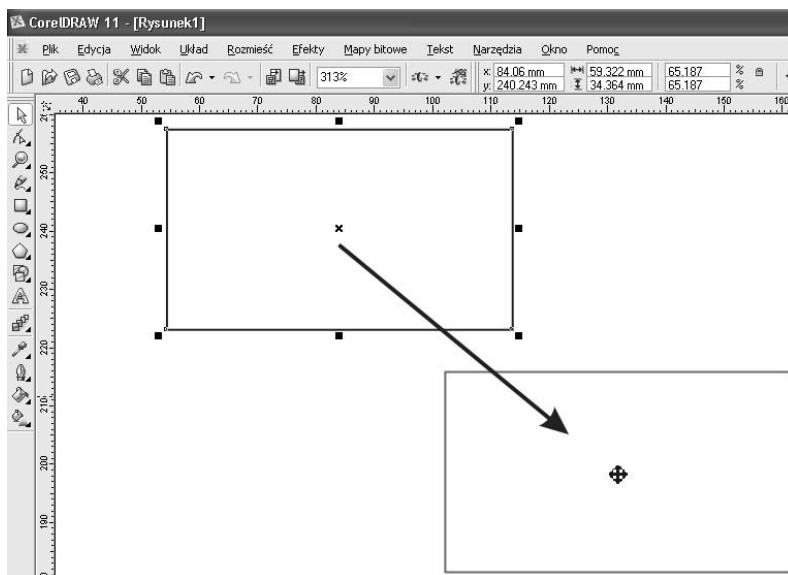 CorelDRAW 11 - [Rysunek1]
Plik Edycja Widok Układ Rozmieść Efekty Mapy bitowe Tekst Narzędzia Okno Pomoc
313% x: 84.06 mm 59.322 mm 65.187 %
y: 240.243 mm 34.364 mm 65.187 %
40 50 60 70 80 90 100 110 120 130 140 150 160
250
240
230
220
210
200
190